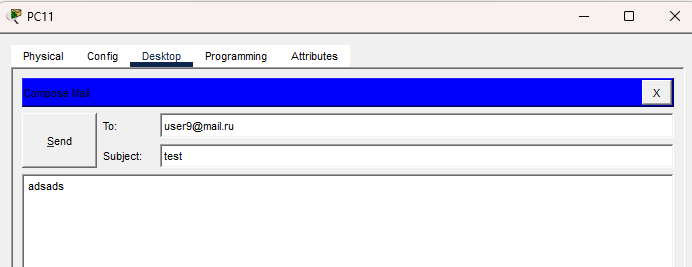 PC11
Physical Config Desktop Programming Attributes
Compose Mail X
Send To: user9@mail.ru
Subject: test
adsads